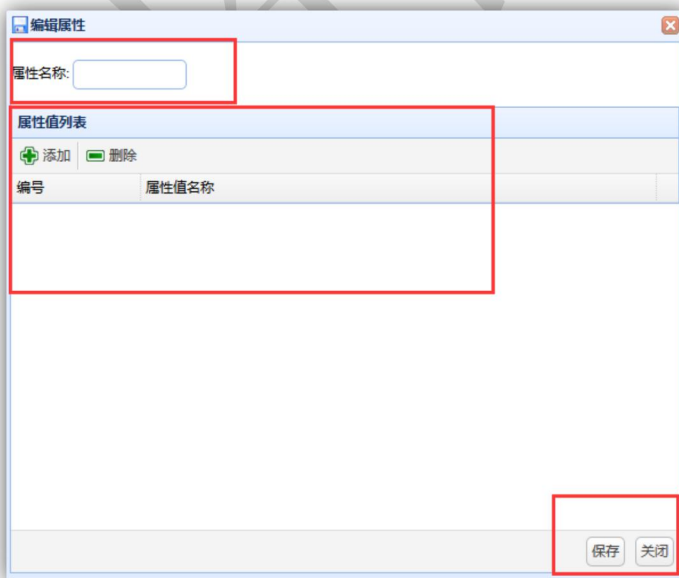 编辑属性
属性名称:
属性值列表
添加 删除
编号 属性值名称
保存 关闭